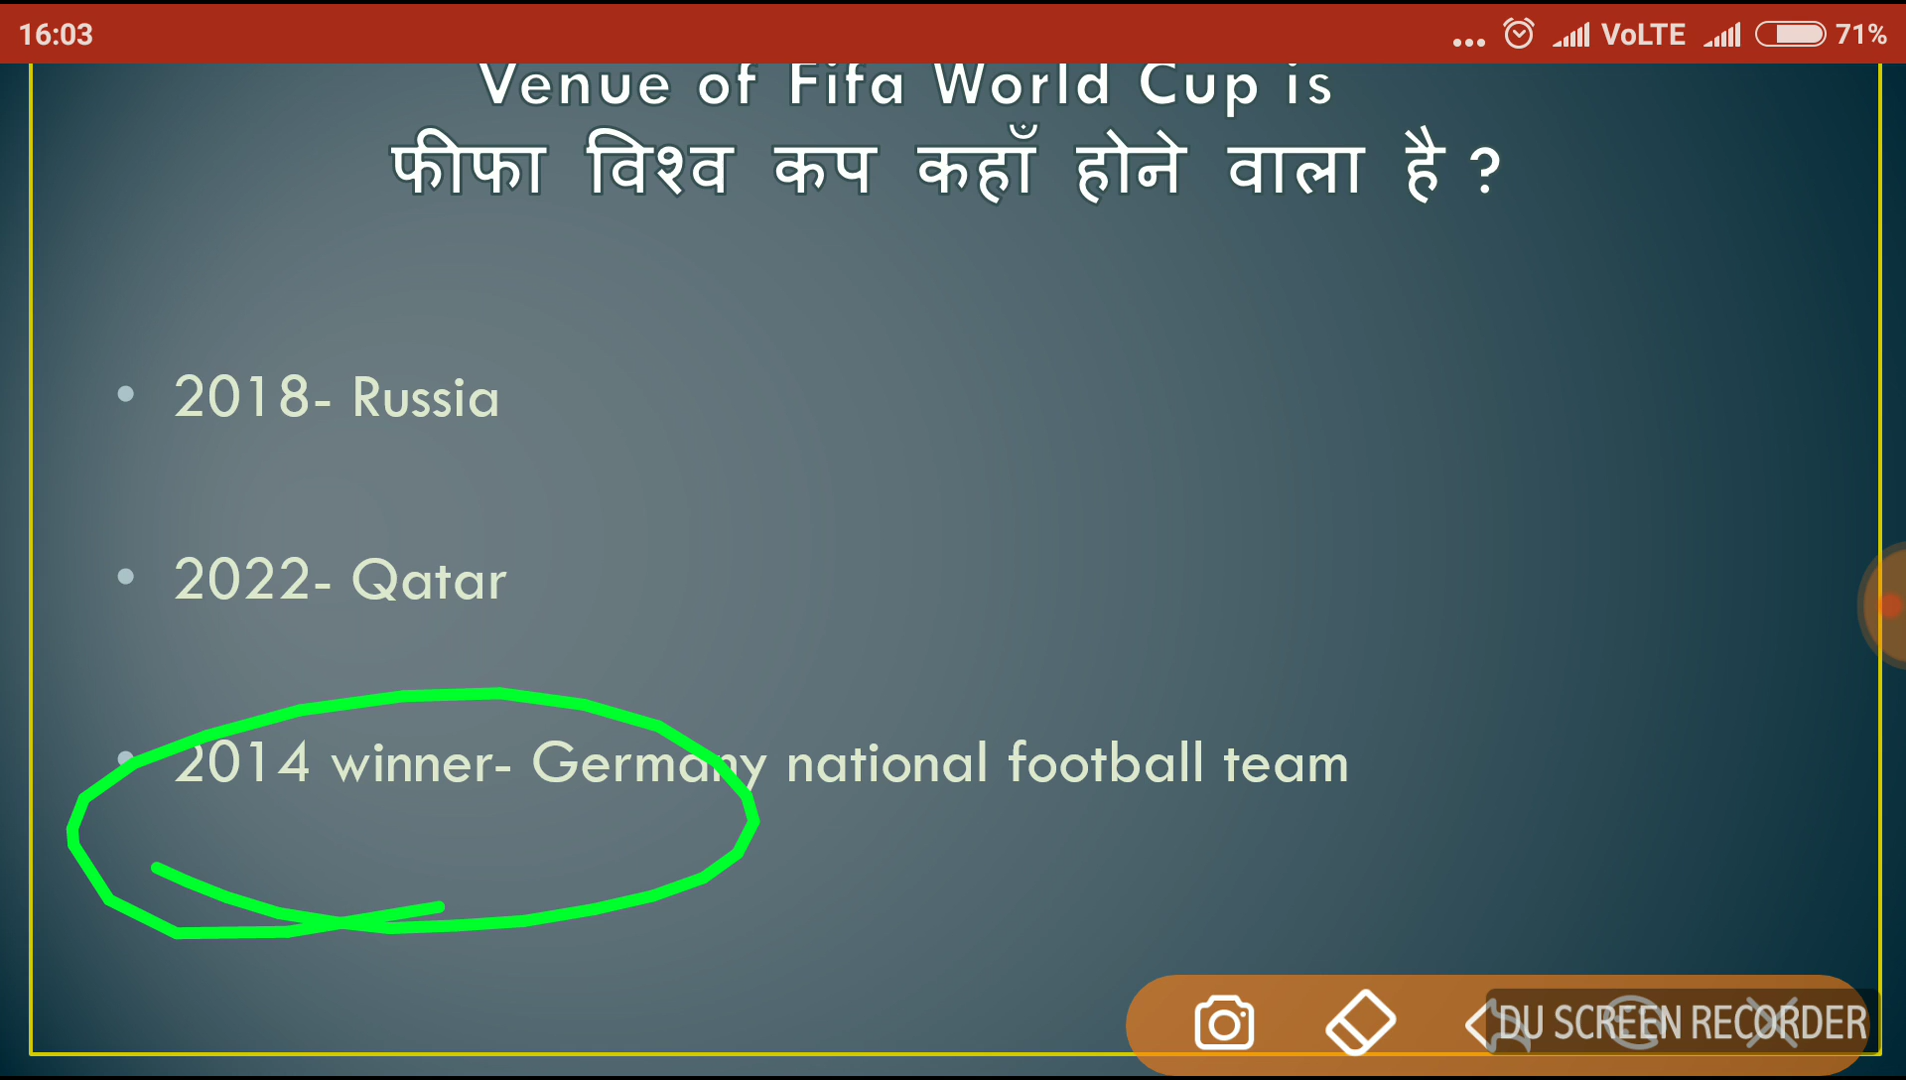 16:03 ... VoLTE 71%
Venue of Fifa World Cup is
फीफा विश्व कप कहाँ होने वाला है ?
• 2018- Russia
• 2022- Qatar
• 2014 winner- Germany national football team
DU SCREEN RECORDER